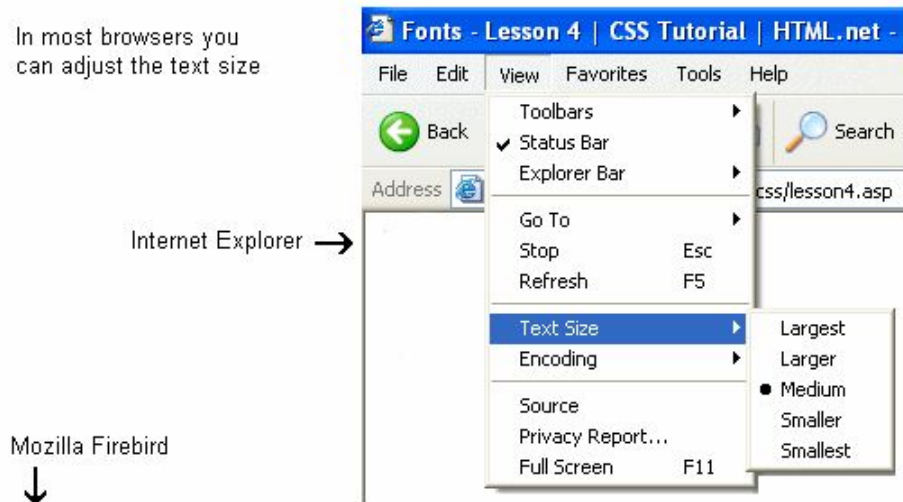 In most browsers you
can adjust the text size
Fonts - Lesson 4 | CSS Tutorial | HTML.net -
File Edit View Favorites Tools Help
Back
Search
Toolbars
Status Bar
Explorer Bar
Address
css/lesson4.asp
Go To
Stop Esc
Refresh F5
Internet Explorer
Text Size
Encoding
Largest
Larger
Medium
Smaller
Smallest
Source
Privacy Report...
Full Screen F11
Mozilla Firebird